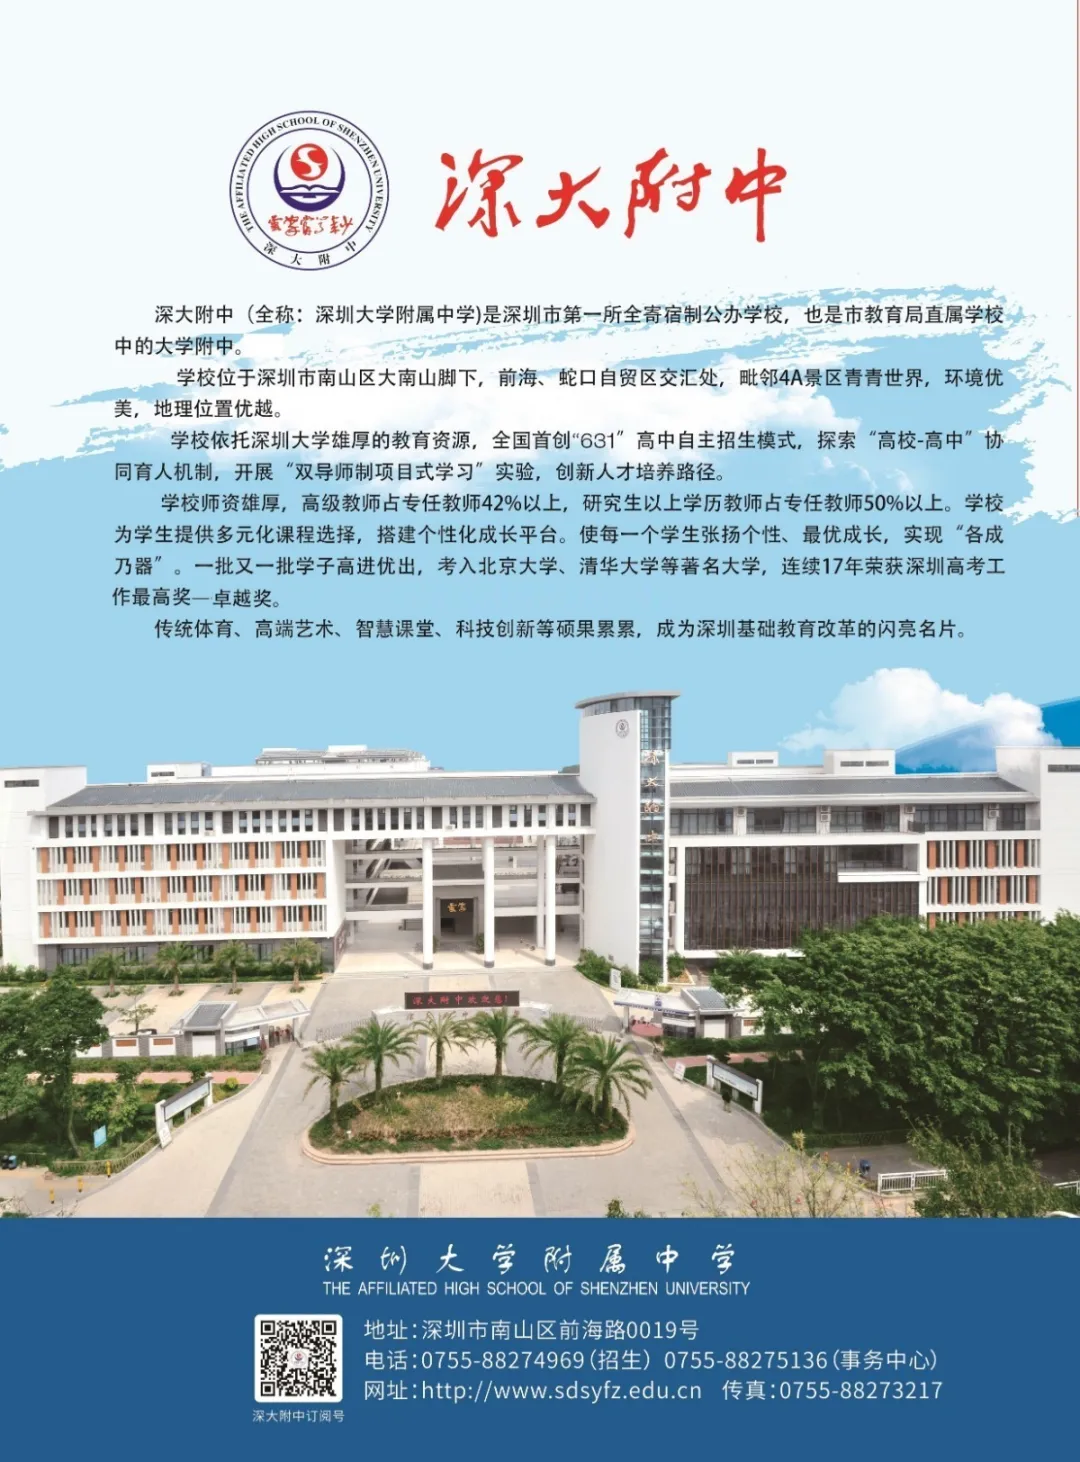 THE AFFILIATED HIGH SCHOOL OF SHENZHEN UNIVERSITY
深大附中
深大附中
深大附中（全称：深圳大学附属中学)是深圳市第一所全寄宿制公办学校，也是市教育局直属学校
中的大学附中。
学校位于深圳市南山区大南山脚下，前海、蛇口自贸区交汇处，毗邻4A景区青青世界，环境优
美，地理位置优越。
学校依托深圳大学雄厚的教育资源，全国首创“631”高中自主招生模式，探索“高校-高中”协
同育人机制，开展“双导师制项目式学习”实验，创新人才培养路径。
学校师资雄厚，高级教师占专任教师42%以上，研究生以上学历教师占专任教师50%以上。学校
为学生提供多元化课程选择，搭建个性化成长平台。使每一个学生张扬个性、最优成长，实现“各成
乃器”。一批又一批学子高进优出，考入北京大学、清华大学等著名大学，连续17年荣获深圳高考工
作最高奖—卓越奖。
传统体育、高端艺术、智慧课堂、科技创新等硕果累累，成为深圳基础教育改革的闪亮名片。
深大附中
深大附中欢迎您！
深圳大学附属中学
THE AFFILIATED HIGH SCHOOL OF SHENZHEN UNIVERSITY
地址：深圳市南山区前海路0019号
电话：0755-88274969（招生）0755-88275136（事务中心）
网址：http://www.sdsyfz.edu.cn 传真：0755-88273217
深大附中订阅号